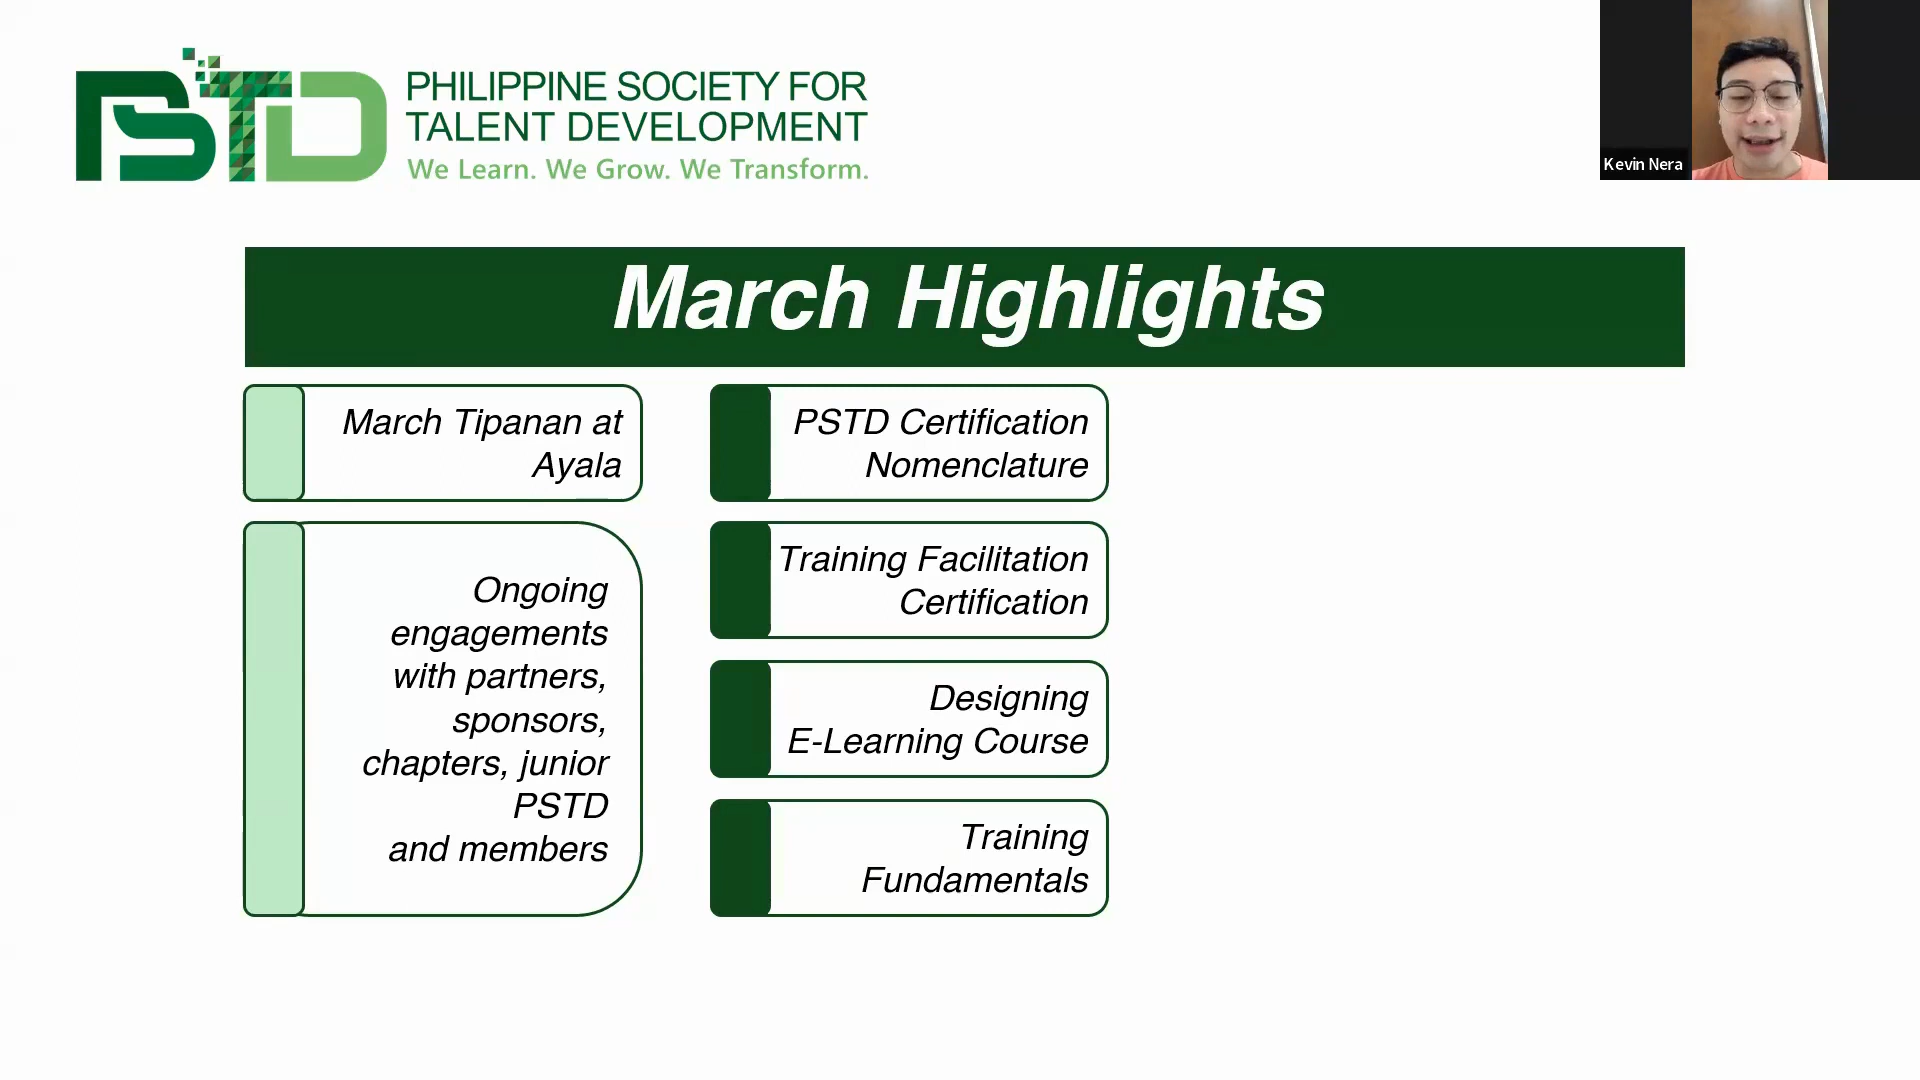 PSTD
PHILIPPINE SOCIETY FOR
TALENT DEVELOPMENT
We Learn. We Grow. We Transform.
Kevin Nera
March Highlights
March Tipanan at
Ayala
Ongoing
engagements
with partners,
sponsors,
chapters, junior
PSTD
and members
PSTD Certification
Nomenclature
Training Facilitation
Certification
Designing
E-Learning Course
Training
Fundamentals